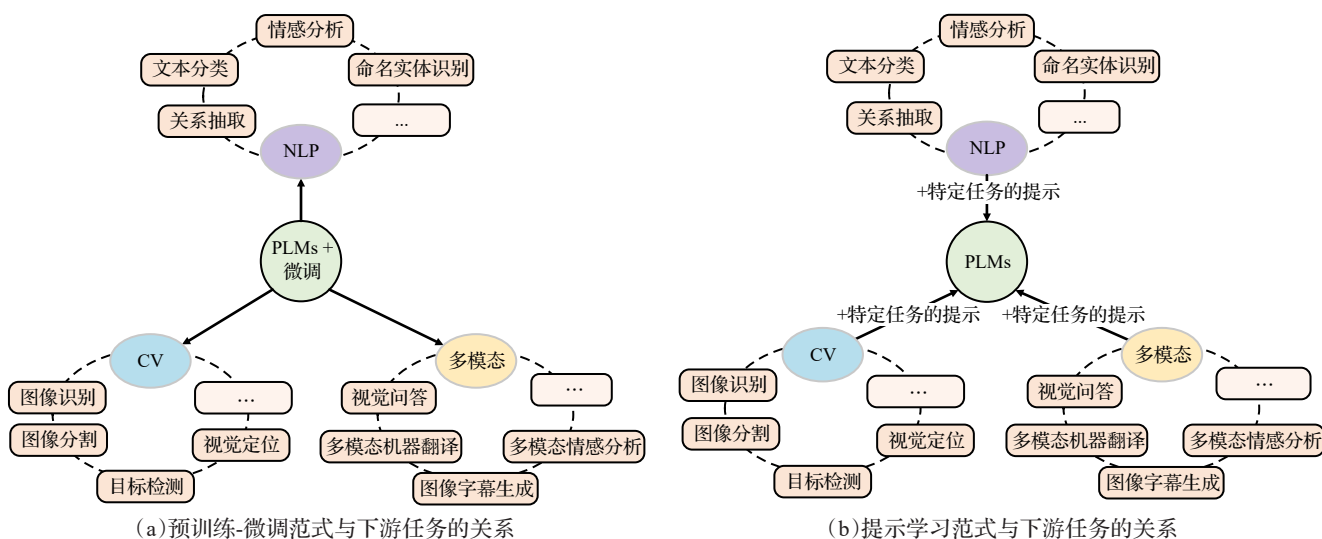 情感分析
文本分类
命名实体识别
关系抽取
...
NLP
PLMs +
微调
CV
多模态
图像识别
...
视觉问答
...
图像分割
视觉定位
多模态机器翻译
多模态情感分析
目标检测
图像字幕生成
(a)预训练-微调范式与下游任务的关系
情感分析
文本分类
命名实体识别
关系抽取
...
NLP
+特定任务的提示
PLMs
+特定任务的提示
+特定任务的提示
CV
多模态
图像识别
...
视觉问答
...
图像分割
视觉定位
多模态机器翻译
多模态情感分析
目标检测
图像字幕生成
(b)提示学习范式与下游任务的关系